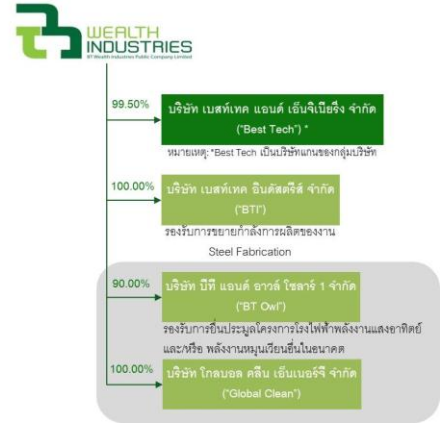 WEALTH
INDUSTRIES
BT Wealth Industries Public Company Limited
99.50%
บริษัท เบสท์เทค แอนด์ เอ็นจิเนียริ่ง จำกัด
("Best Tech") *
หมายเหตุ: *Best Tech เป็นบริษัทแกนของกลุ่มบริษัท
100.00%
บริษัท เบสท์เทค อินดัสตรีส์ จำกัด
("BTI")
รองรับการขยายกำลังการผลิตของงาน
Steel Fabrication
90.00%
บริษัท บีที แอนด์ อาวล์ โซลาร์ 1 จำกัด
("BT Owl")
รองรับการยื่นประมูลโครงการโรงไฟฟ้าพลังงานแสงอาทิตย์
และ/หรือ พลังงานหมุนเวียนอื่นในอนาคต
100.00%
บริษัท โกลบอล คลีน เอ็นเนอร์จี จำกัด
("Global Clean")